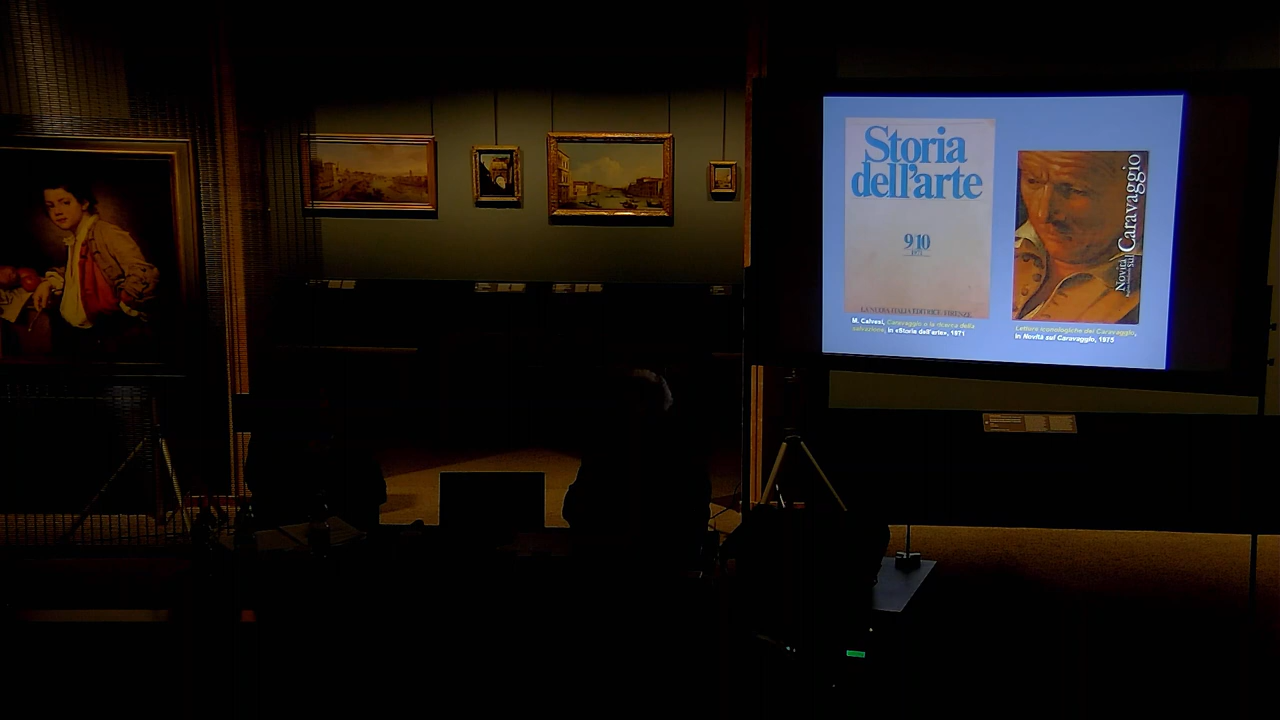 Storia
dell'arte
9/10
1971
LA NUOVA ITALIA EDITRICE FIRENZE
M. Calvesi, Caravaggio o la ricerca della
salvazione, in «Storia dell'arte», 1971
Novità sul Caravaggio
Letture iconologiche del Caravaggio,
in Novità sul Caravaggio, 1975